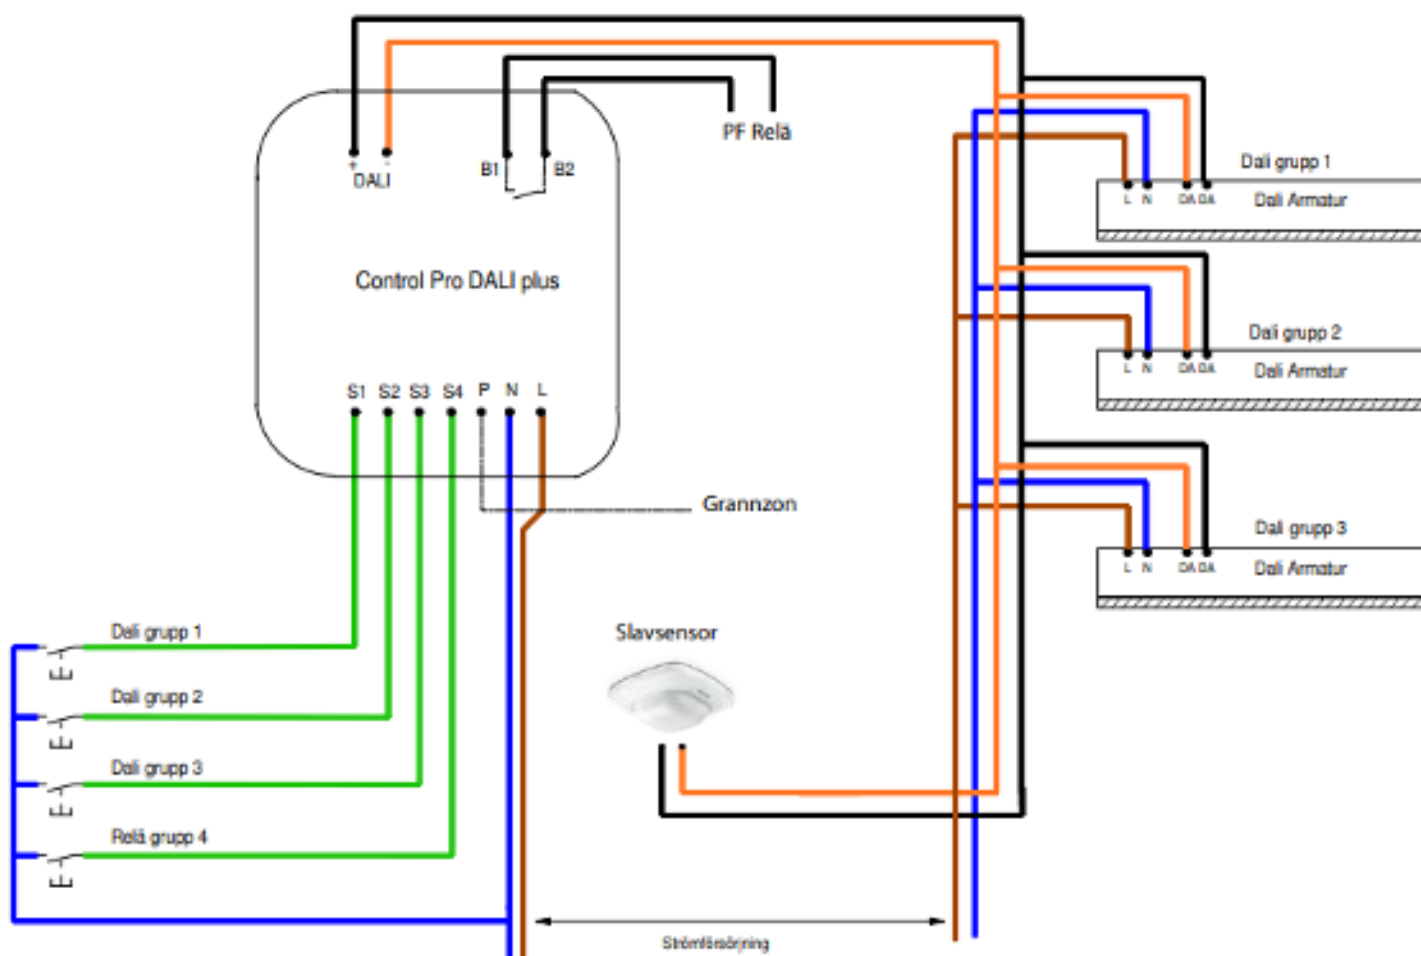 PF Relä
+ -
DALI
B1 B2
Control Pro DALI plus
S1 S2 S3 S4 P N L
Grannzon
Dali grupp 1
L N DA DA Dali Armatur
Dali grupp 2
L N DA DA Dali Armatur
Dali grupp 3
L N DA DA Dali Armatur
Slavsensor
Dali grupp 1
Dali grupp 2
Dali grupp 3
Relä grupp 4
Strömförsörjning